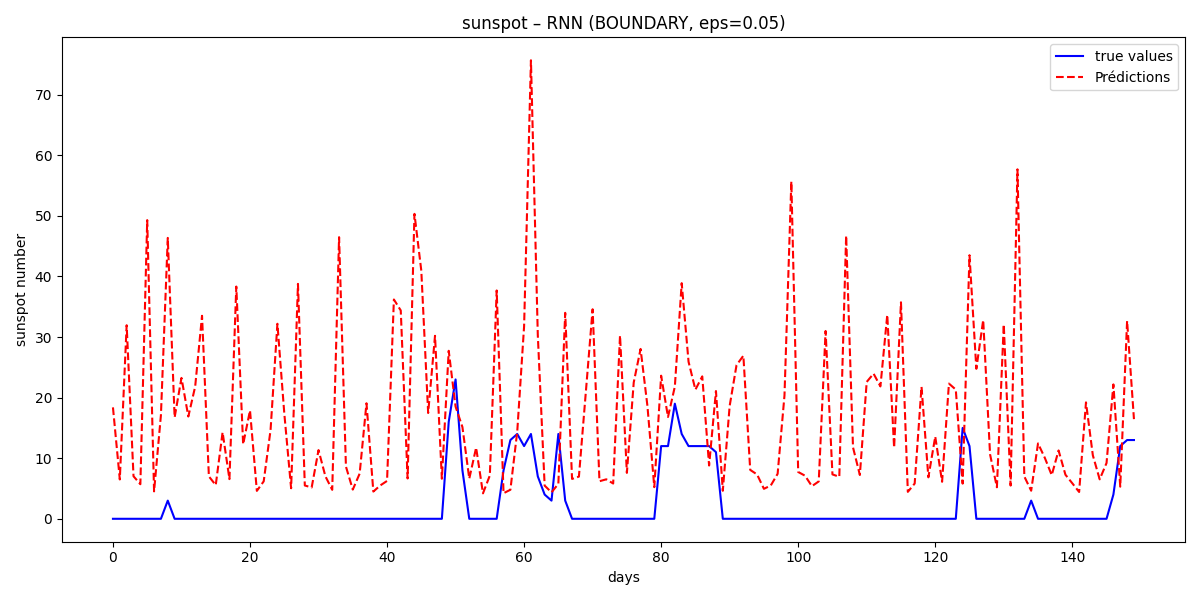 sunspot – RNN (BOUNDARY, eps=0.05)
true values
Prédictions
sunspot number
70
60
50
40
30
20
10
0
0 20 40 60 80 100 120 140
days